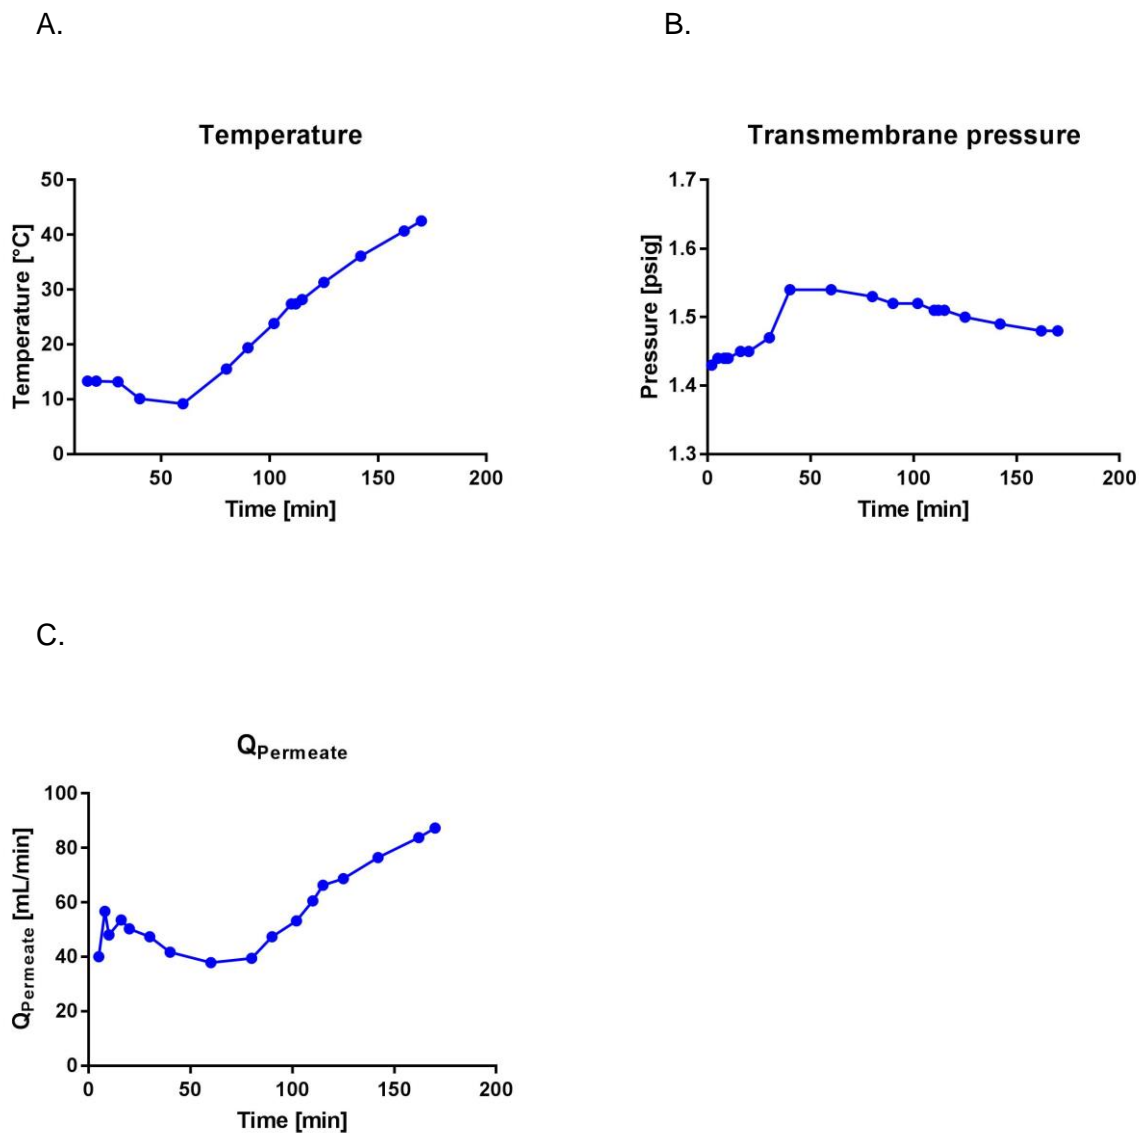 A.
Temperature
Temperature [°C]
50
40
30
20
10
0
50 100 150 200
Time [min]
B.
Transmembrane pressure
Pressure [psig]
1.7
1.6
1.5
1.4
1.3
0 50 100 150 200
Time [min]
C.
QPermeate
QPermeate [mL/min]
100
80
60
40
20
0
0 50 100 150 200
Time [min]